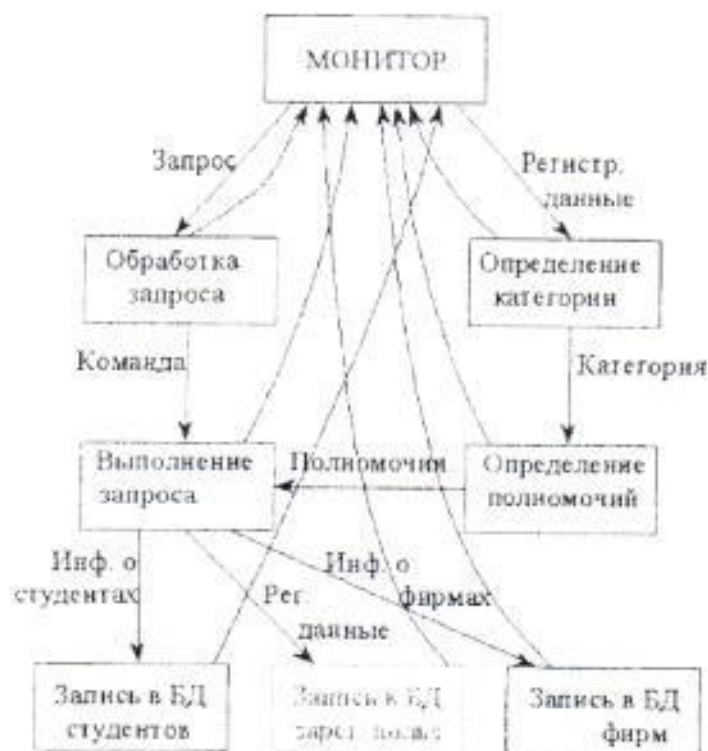 МОНИТОР
Запрос
Регистр.
данные
Обработка
запроса
Определение
категории
Команда
Категория
Выполнение
запроса
Полномочия
Определение
полномочий
Инф. о
студентах
Рег.
данные
Инф. о
фирмах
Запись в БД
студентов
Запись в БД
Запись в БД
фирм